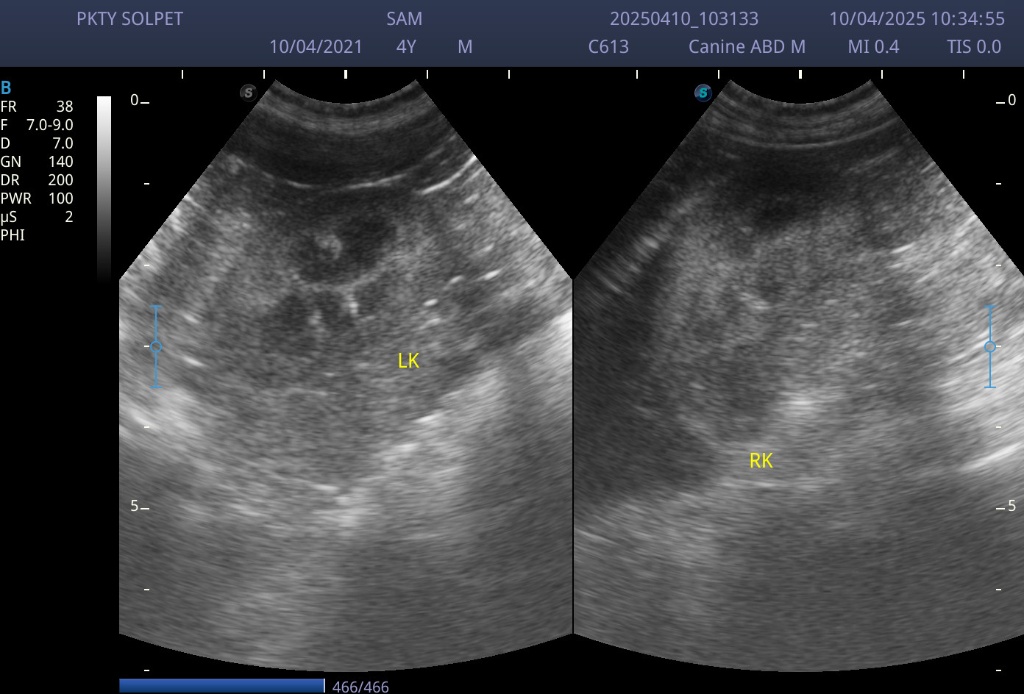 PKTY SOLPET SAM 20250410_103133 10/04/2025 10:34:55
10/04/2021 4Y M C613 Canine ABD M MI 0.4 TIS 0.0
B
FR 38
F 7.0-9.0
D 7.0
GN 140
DR 200
PWR 100
µS 2
PHI
S
0
5
LK
S
0
5
RK
466/466